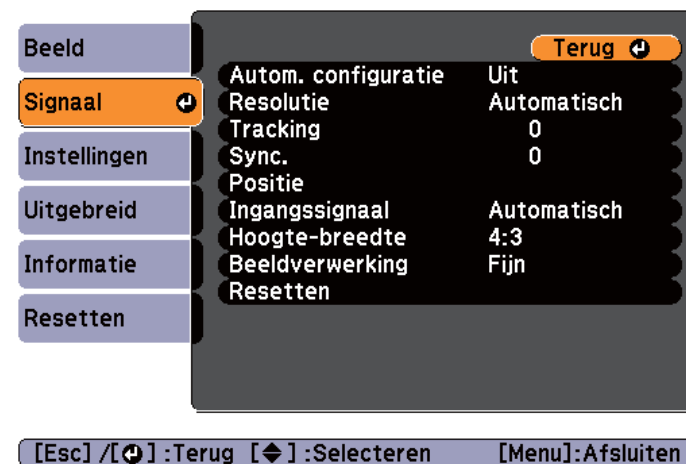 Beeld
Signaal
Instellingen
Uitgebreid
Informatie
Resetten
Terug
Autom. configuratie Uit
Resolutie Automatisch
Tracking 0
Sync. 0
Positie
Ingangssignaal Automatisch
Hoogte-breedte 4:3
Beeldverwerking Fijn
Resetten
[Esc] /[⏎] :Terug [◆] :Selecteren [Menu]:Afsluiten